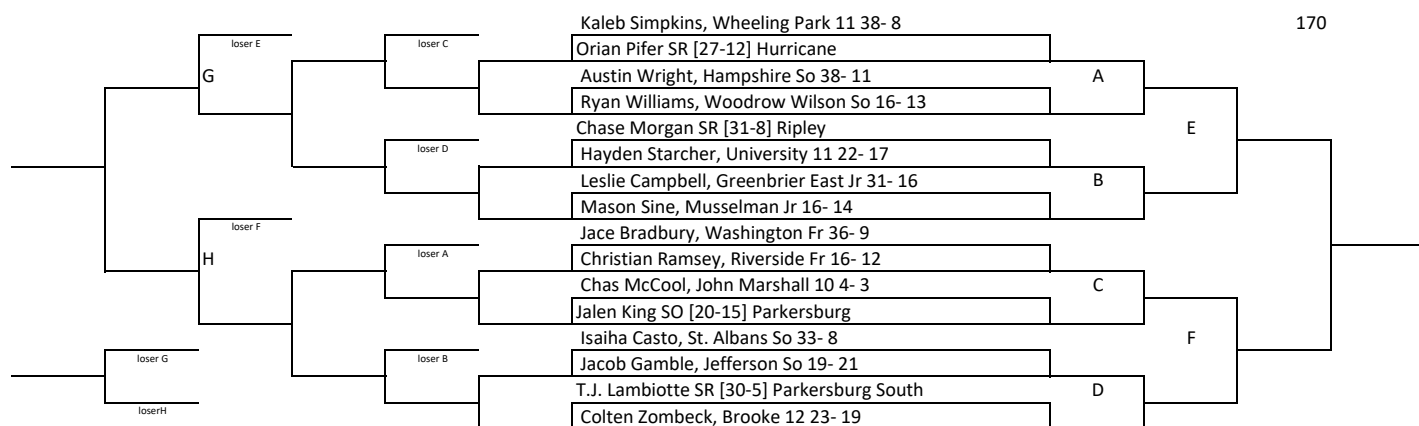 Kaleb Simpkins, Wheeling Park 11 38- 8
170
loser E
loser C
Orian Pifer SR [27-12] Hurricane
G
Austin Wright, Hampshire So 38- 11
A
Ryan Williams, Woodrow Wilson So 16- 13
Chase Morgan SR [31-8] Ripley
E
loser D
Hayden Starcher, University 11 22- 17
Leslie Campbell, Greenbrier East Jr 31- 16
B
Mason Sine, Musselman Jr 16- 14
loser F
Jace Bradbury, Washington Fr 36- 9
H
loser A
Christian Ramsey, Riverside Fr 16- 12
Chas McCool, John Marshall 10 4- 3
C
Jalen King SO [20-15] Parkersburg
Isaiha Casto, St. Albans So 33- 8
F
loser G
loser B
Jacob Gamble, Jefferson So 19- 21
T.J. Lambiotte SR [30-5] Parkersburg South
D
loserH
Colten Zombeck, Brooke 12 23- 19